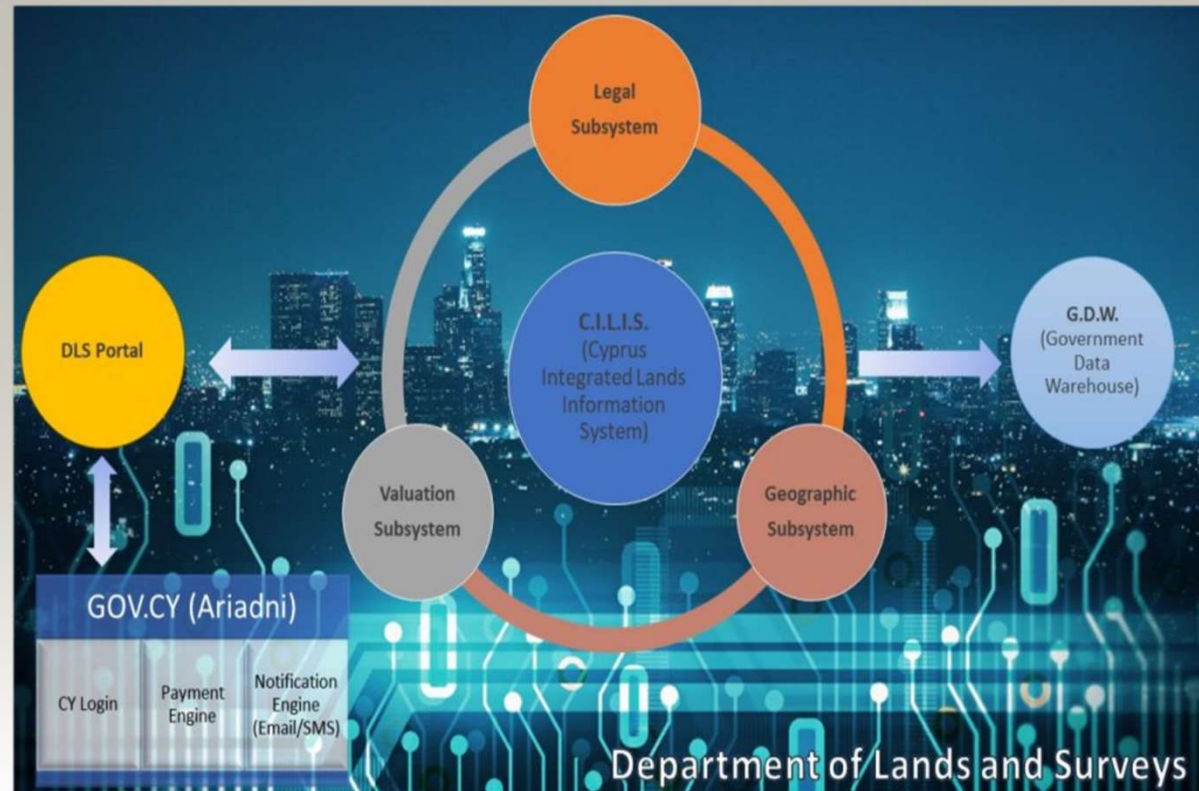 Legal
Subsystem
DLS Portal
C.I.L.I.S.
(Cyprus
Integrated Lands
Information
System)
G.D.W.
(Government
Data
Warehouse)
Valuation
Subsystem
Geographic
Subsystem
GOV.CY (Ariadni)
CY Login
Payment
Engine
Notification
Engine
(Email/SMS)
Department of Lands and Surveys